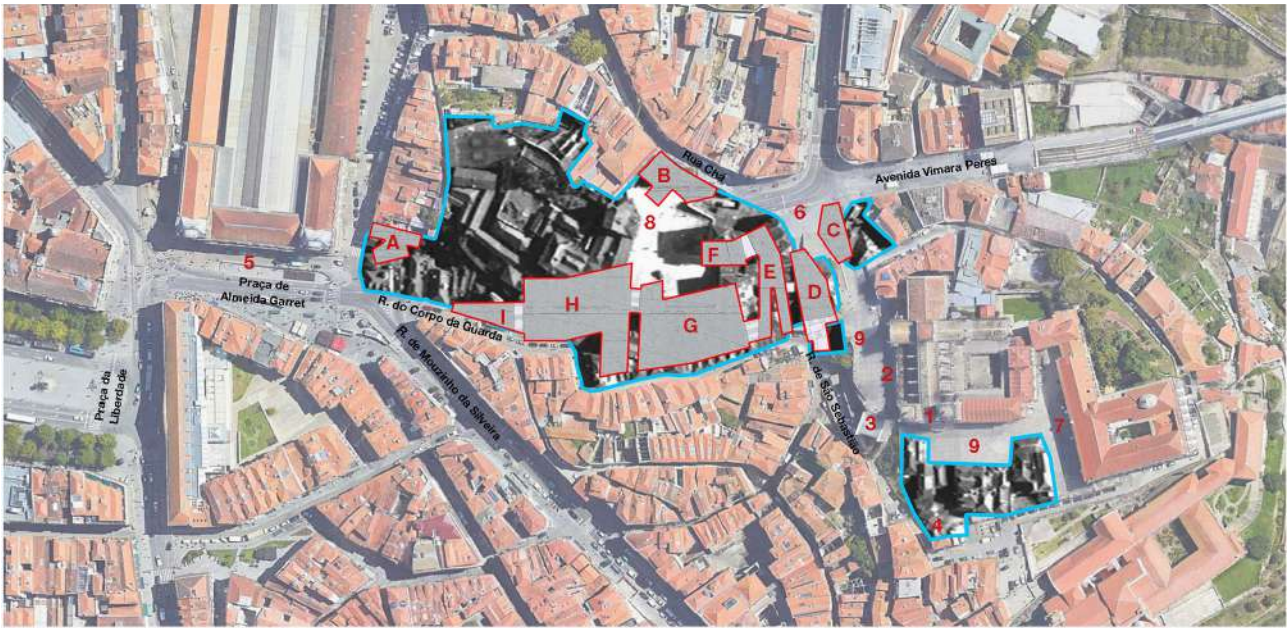 Rua Chá
B
Avenida Vimara Peres
A
8
6
C
F
5
E
Praça de
Almeida Garret
D
H
R. do Corpo da Guarda
I
G
9
R. de Mouzinho da Silveira
R. de São Sebastião
Praça da
Liberdade
2
3
1
7
9
4